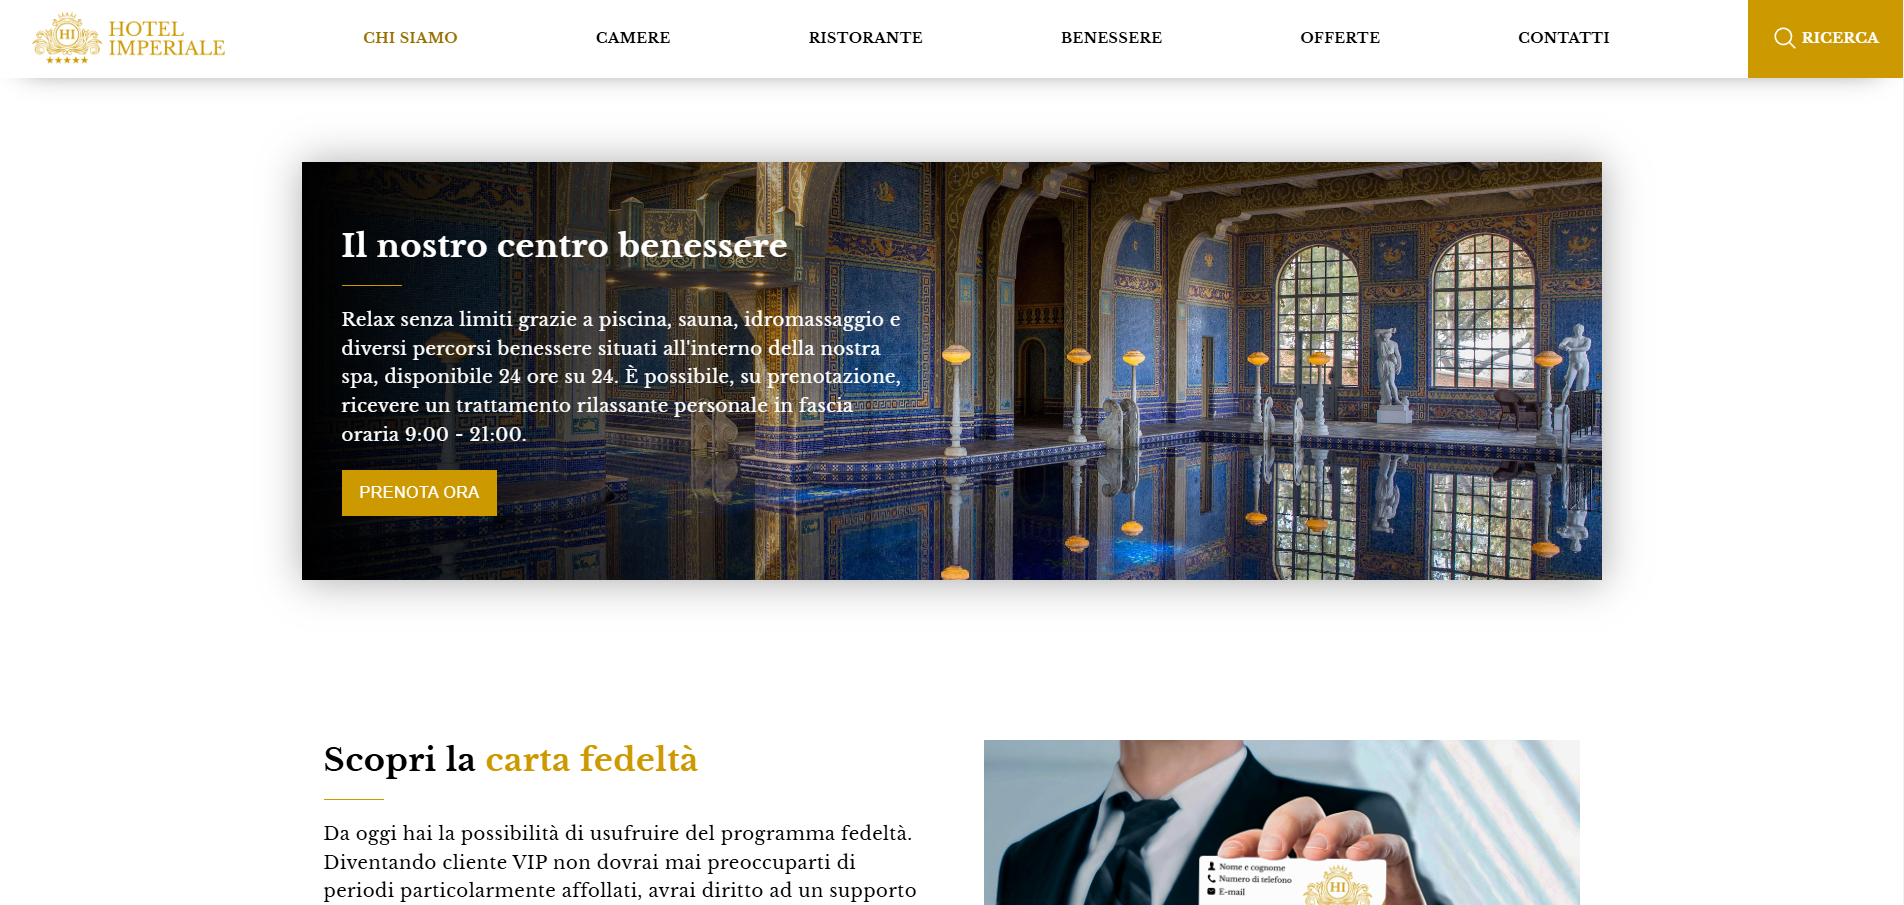 HI
HOTEL
IMPERIALE
CHI SIAMO
CAMERE
RISTORANTE
BENESSERE
OFFERTE
CONTATTI
RICERCA
Il nostro centro benessere
Relax senza limiti grazie a piscina, sauna, idromassaggio e
diversi percorsi benessere situati all'interno della nostra
spa, disponibile 24 ore su 24. È possibile, su prenotazione,
ricevere un trattamento rilassante personale in fascia
oraria 9:00 - 21:00.
PRENOTA ORA
Scopri la carta fedeltà
Da oggi hai la possibilità di usufruire del programma fedeltà.
Diventando cliente VIP non dovrai mai preoccuparti di
periodi particolarmente affollati, avrai diritto ad un supporto
Nome e cognome
Numero di telefono
E-mail
HI